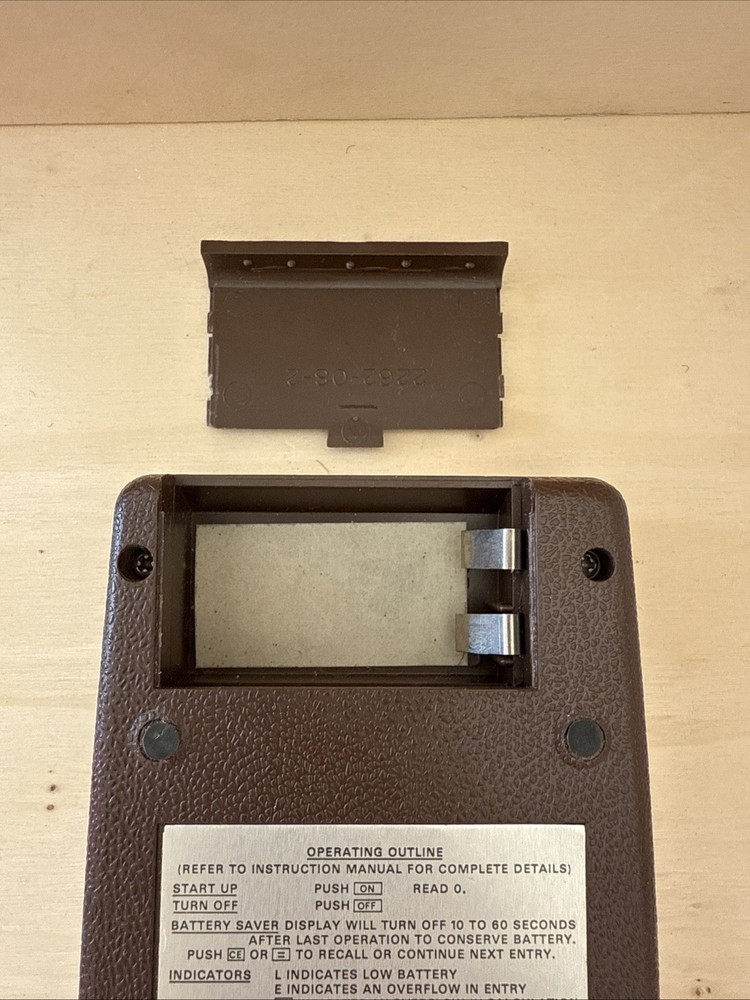 2262-08-2
OPERATING OUTLINE
(REFER TO INSTRUCTION MANUAL FOR COMPLETE DETAILS)
START UP PUSH ON READ 0.
TURN OFF PUSH OFF
BATTERY SAVER DISPLAY WILL TURN OFF 10 TO 60 SECONDS
AFTER LAST OPERATION TO CONSERVE BATTERY.
PUSH CE OR = TO RECALL OR CONTINUE NEXT ENTRY.
INDICATORS L INDICATES LOW BATTERY
E INDICATES AN OVERFLOW IN ENTRY